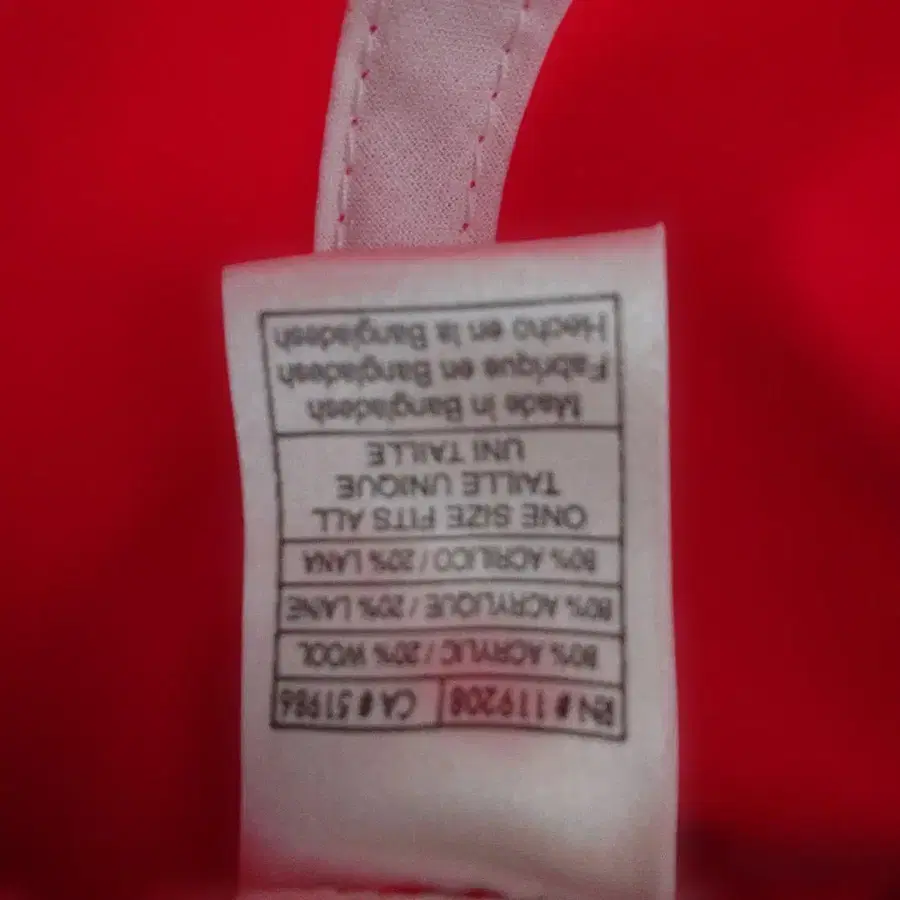 RN # 119208 CA # 51986
80% ACRYLIC / 20% WOOL
80% ACRYLIQUE / 20% LAINE
80% ACRILICO / 20% LANA
ONE SIZE FITS ALL
TAILLE UNIQUE
UNI TAILLE
Made in Bangladesh
Fabrique en Bangladesh
Hecho en la Bangladesh